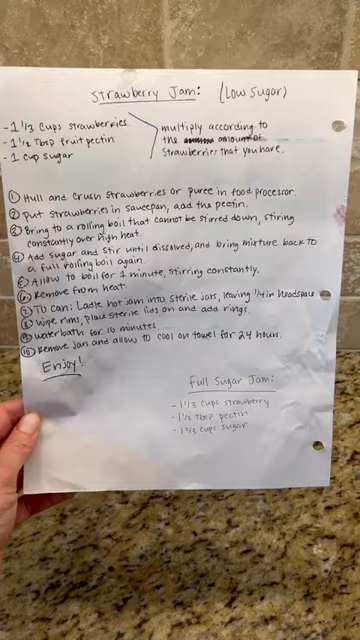 Strawberry Jam: (Low Sugar)
- 1 1/3 cups strawberries
- 1 1/2 Tbsp fruit pectin
- 1 cup sugar
multiply according to
the amount of
strawberries that you have.
① Hull and crush strawberries or puree in food processor.
② Put strawberries in saucepan, add the pectin.
③ Bring to a rolling boil that cannot be stirred down, stiring
constantly over high heat.
④ Add sugar and stir until dissolved, and bring mixture back to
a full rolling boil again.
⑤ Allow to boil for 1 minute, stirring constantly.
⑥ Remove from heat.
⑦ To can: Ladle hot jam into sterile jars, leaving 1/4 in headspace.
⑧ Wipe rims, place sterile lids on and add rings.
⑨ water bath for 10 minutes.
⑩ Remove jars and allow to cool on towel for 24 hours.
Enjoy!
Full Sugar Jam:
- 1 1/3 cups strawberry
- 1 1/2 tbsp pectin
- 1 2/3 cups sugar